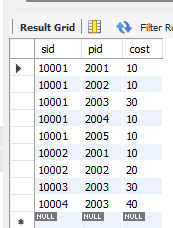 Result Grid Filter Ro
sid pid cost
10001 2001 10
10001 2002 10
10001 2003 30
10001 2004 10
10001 2005 10
10002 2001 10
10002 2002 20
10003 2003 30
10004 2003 40
NULL NULL NULL